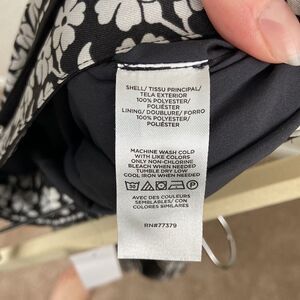 SHELL/ TISSU PRINCIPAL/
TELA EXTERIOR
100% POLYESTER/
POLIÉSTER
LINING/ DOUBLURE/ FORRO
100% POLYESTER/
POLIÉSTER
MACHINE WASH COLD
WITH LIKE COLORS
ONLY NON-CHLORINE
BLEACH WHEN NEEDED
TUMBLE DRY LOW
COOL IRON WHEN NEEDED
AVEC DES COULEURS
SEMBLABLES/ CON
COLORES SIMILARES
RN#77379